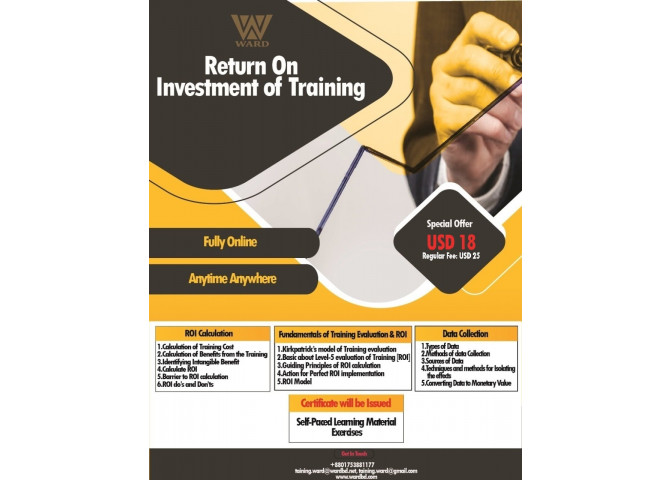 WARD
Return On
Investment of Training
Special Offer
USD 18
Regular Fee: USD 25
Fully Online
Anytime Anywhere
ROI Calculation
1.Calculation of Training Cost
2.Calculation of Benefits from the Training
3.Identifying Intangible Benefit
4.Calculate ROI
5.Barrier to ROI calculation
6.ROI do's and Don'ts
Fundamentals of Training Evaluation & ROI
1.Kirkpatrick's model of Training evaluation
2.Basic about Level-5 evaluation of Training [ROI]
3.Guiding Principles of ROI calculation
4.Action for Perfect ROI implementation
5.ROI Model
Data Collection
1.Types of Data
2.Methods of data Collection
3.Sources of Data
4.Techniques and methods for Isolating
the effects
5.Converting Data to Monetary Value
Certificate will be Issued
Self-Paced Learning Material
Exercises
+8801733881177
taining.ward@wardbd.net, taining.ward@gmail.com
www.wardbd.com